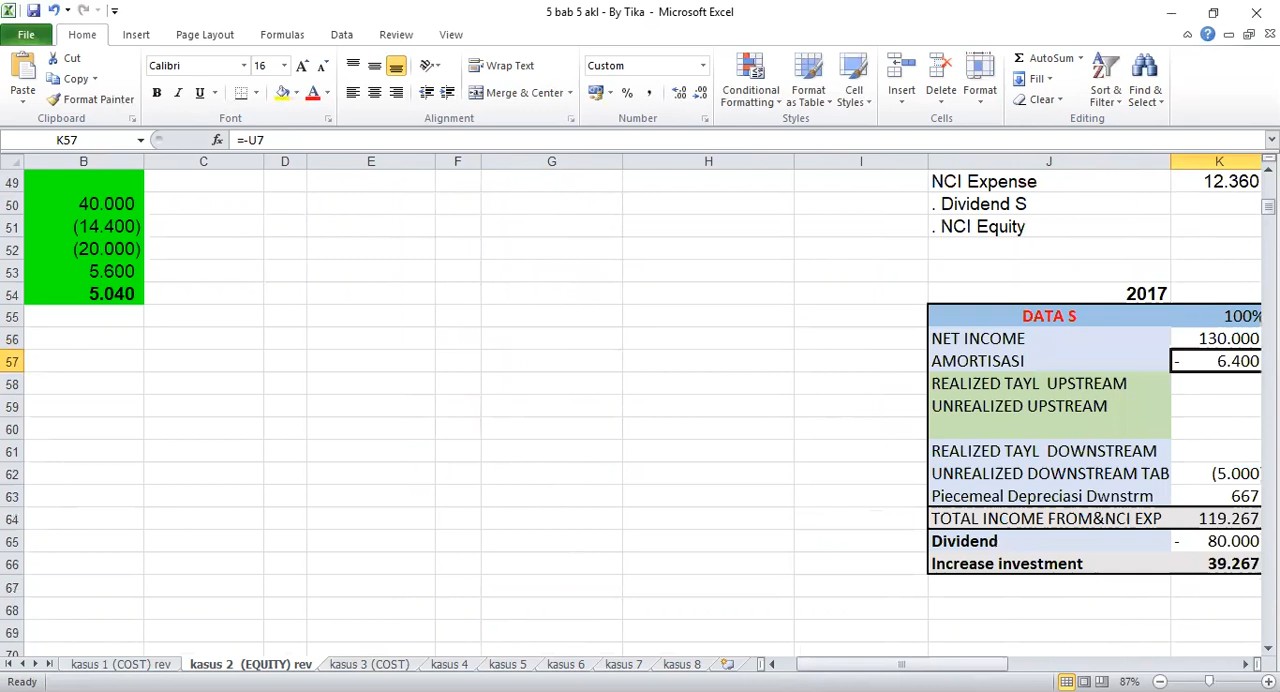 5 bab 5 akl - By Tika - Microsoft Excel
File Home Insert Page Layout Formulas Data Review View
Paste Cut Copy Format Painter
Clipboard
Calibri 16
B I U A
Font
Wrap Text
Merge & Center
Alignment
Custom
% ,
Number
Conditional Formatting Format as Table Cell Styles
Styles
Insert Delete Format
Cells
Σ AutoSum Fill Clear Sort & Filter Find & Select
Editing
K57 fx =-U7
B C D E F G H I J K
49 NCI Expense 12.360
50 40.000 . Dividend S
51 (14.400) . NCI Equity
52 (20.000)
53 5.600
54 5.040 2017
55 DATA S 100%
56 NET INCOME 130.000
57 AMORTISASI - 6.400
58 REALIZED TAYL UPSTREAM
59 UNREALIZED UPSTREAM
60
61 REALIZED TAYL DOWNSTREAM
62 UNREALIZED DOWNSTREAM TAB (5.000)
63 Piecemeal Depreciasi Dwnstrm 667
64 TOTAL INCOME FROM&NCI EXP 119.267
65 Dividend - 80.000
66 Increase investment 39.267
67
68
69
70
kasus 1 (COST) rev kasus 2 (EQUITY) rev kasus 3 (COST) kasus 4 kasus 5 kasus 6 kasus 7 kasus 8
Ready 87%